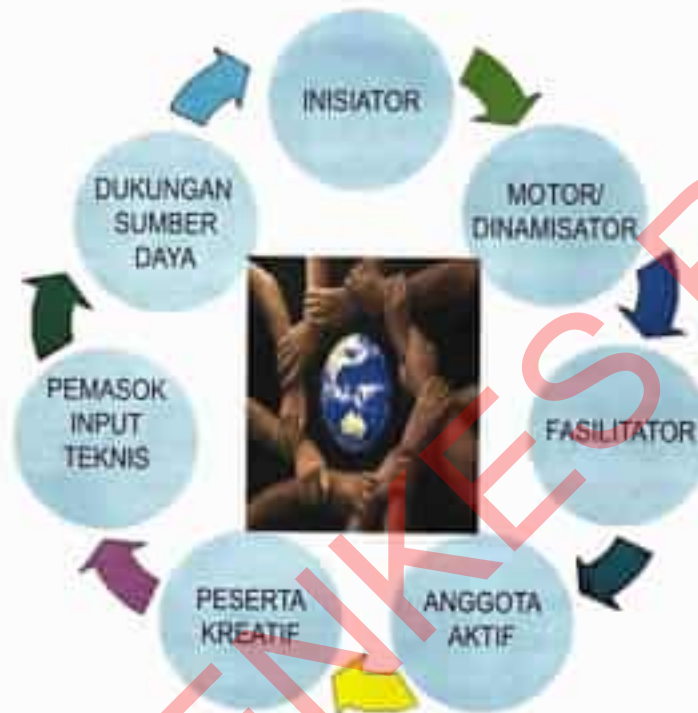 INISIATOR
MOTOR/
DINAMISATOR
FASILITATOR
ANGGOTA
AKTIF
PESERTA
KREATIF
PEMASOK
INPUT
TEKNIS
DUKUNGAN
SUMBER
DAYA